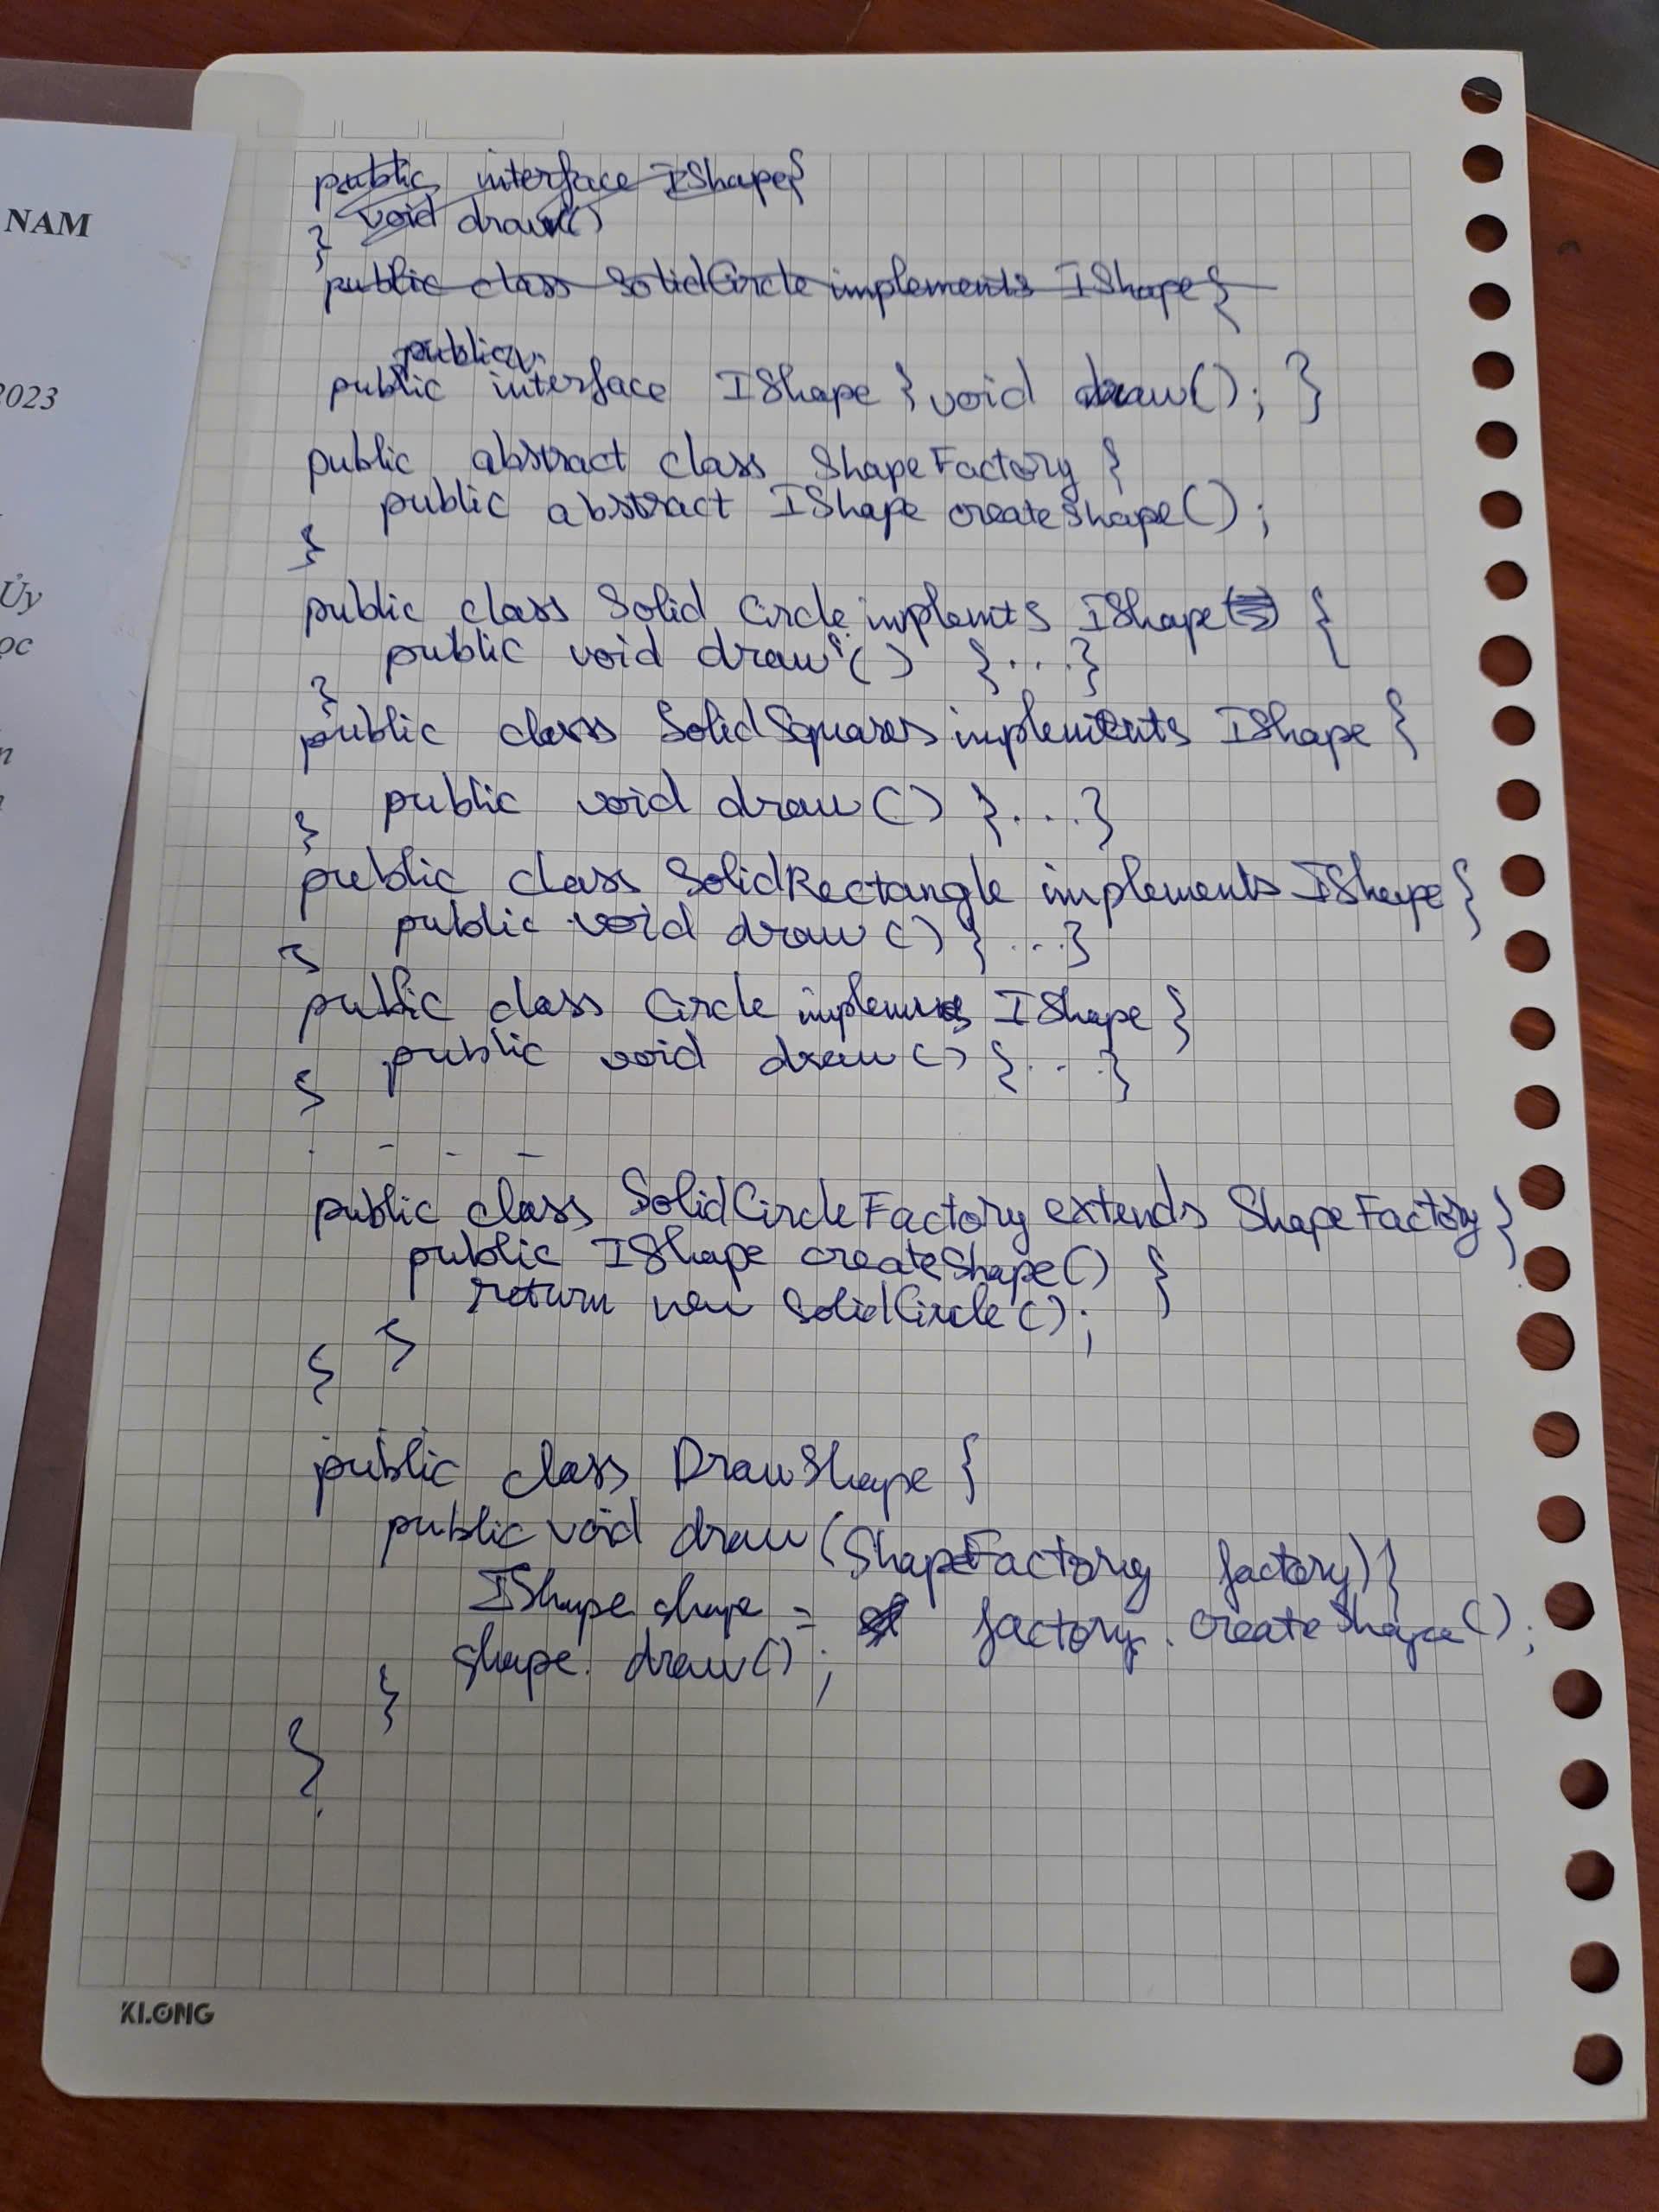 NAM
2023
Ủy
ọc
n
public interface IShape{
void draw()
}
public class SolidCircle implements IShape {
public
public interface IShape { void draw(); }
public abstract class ShapeFactory {
public abstract IShape createShape();
}
public class Solid Circle implemts IShape {
public void draw() {...}
}
public class SolidSquares implements IShape {
public void draw() {...}
}
public class SolidRectangle implements IShape {
public void draw() {...}
}
public class Circle implements IShape {
public void draw() {...}
}
. - - -
public class SolidCircleFactory extends ShapeFactory {
public IShape createShape() {
return new SolidCircle();
}
}
public class DrawShape {
public void draw (ShapeFactory factory) {
IShape shape = factory.createShape();
shape.draw();
}
}
KLONG